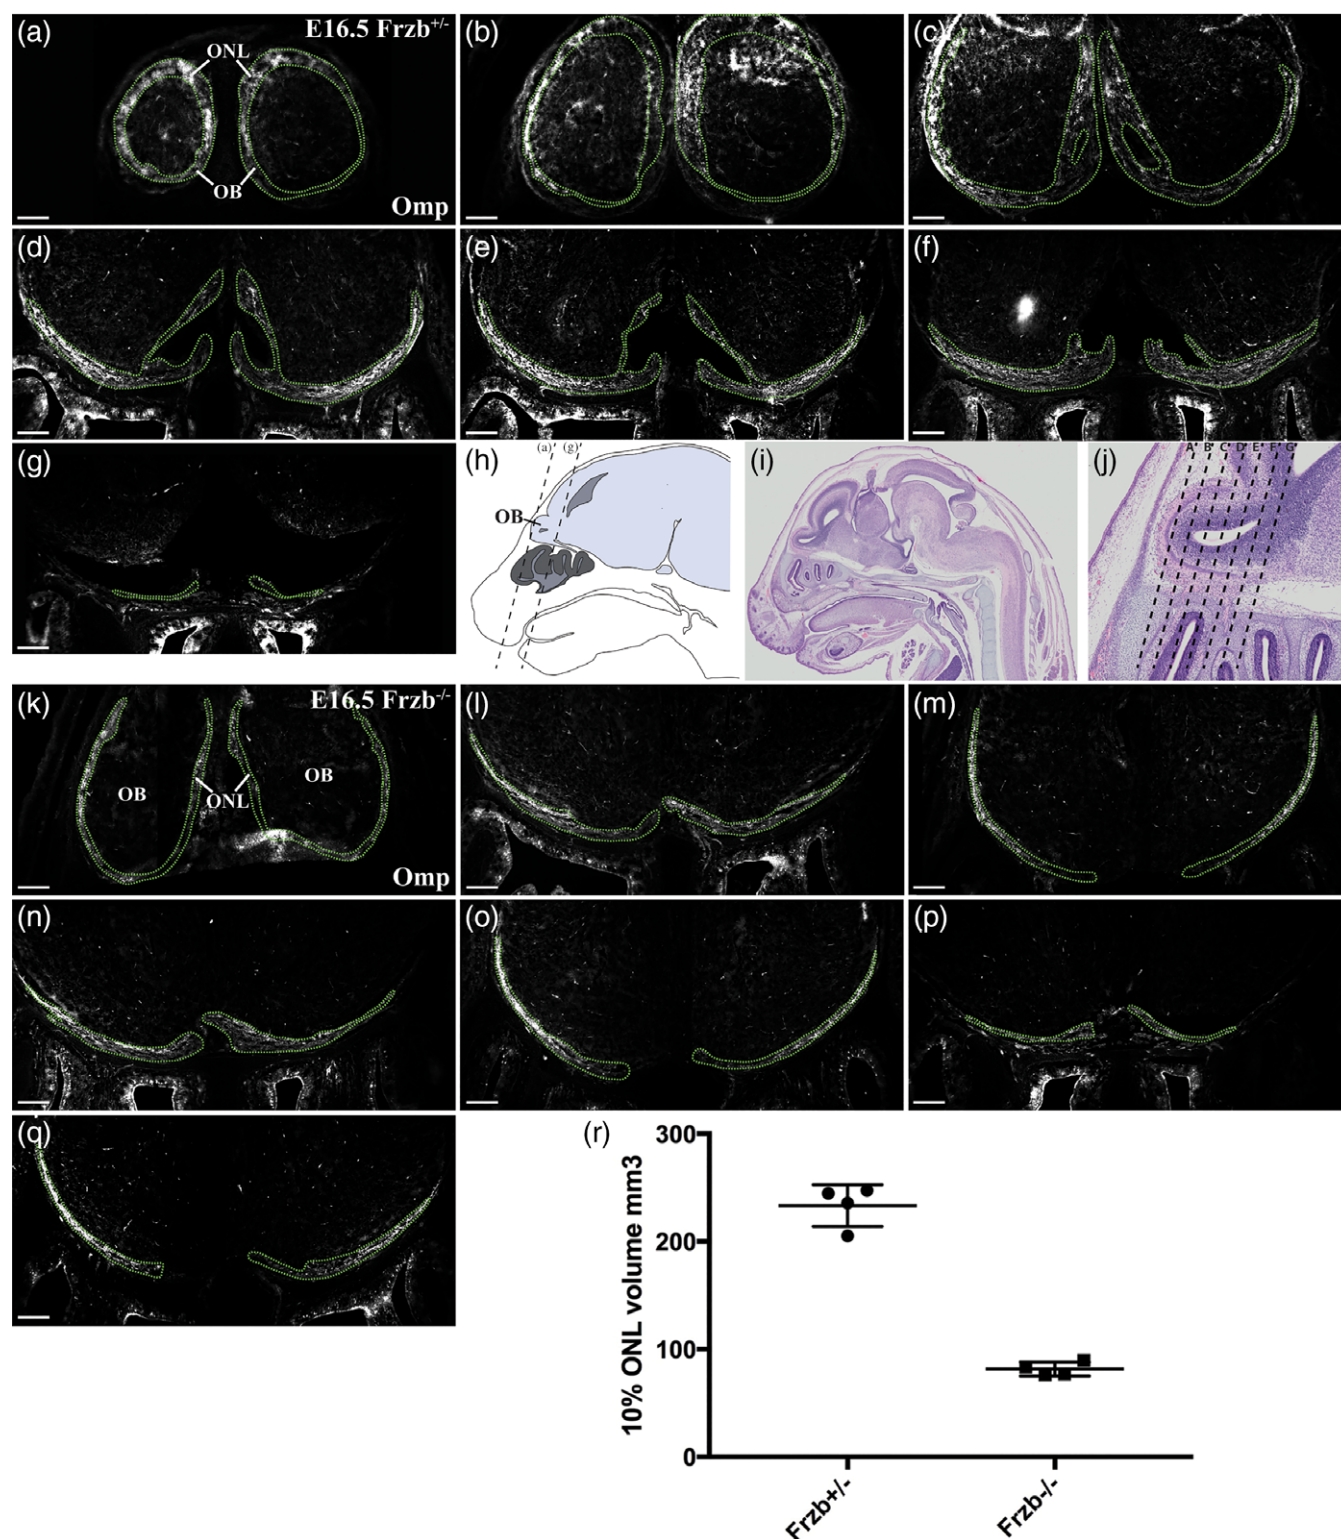 (a) E16.5 Frzb+/-
ONL
OB
Omp
(b)
(c)
(d)
(e)
(f)
(g)
(h) (a) (g)
OB
(i)
(j) A' B' C' D' E' F' G'
(k) E16.5 Frzb-/-
OB ONL OB
Omp
(l)
(m)
(n)
(o)
(p)
(q)
(r)
300
200
100
0
10% ONL volume mm3
Frzb+/-
Frzb-/-